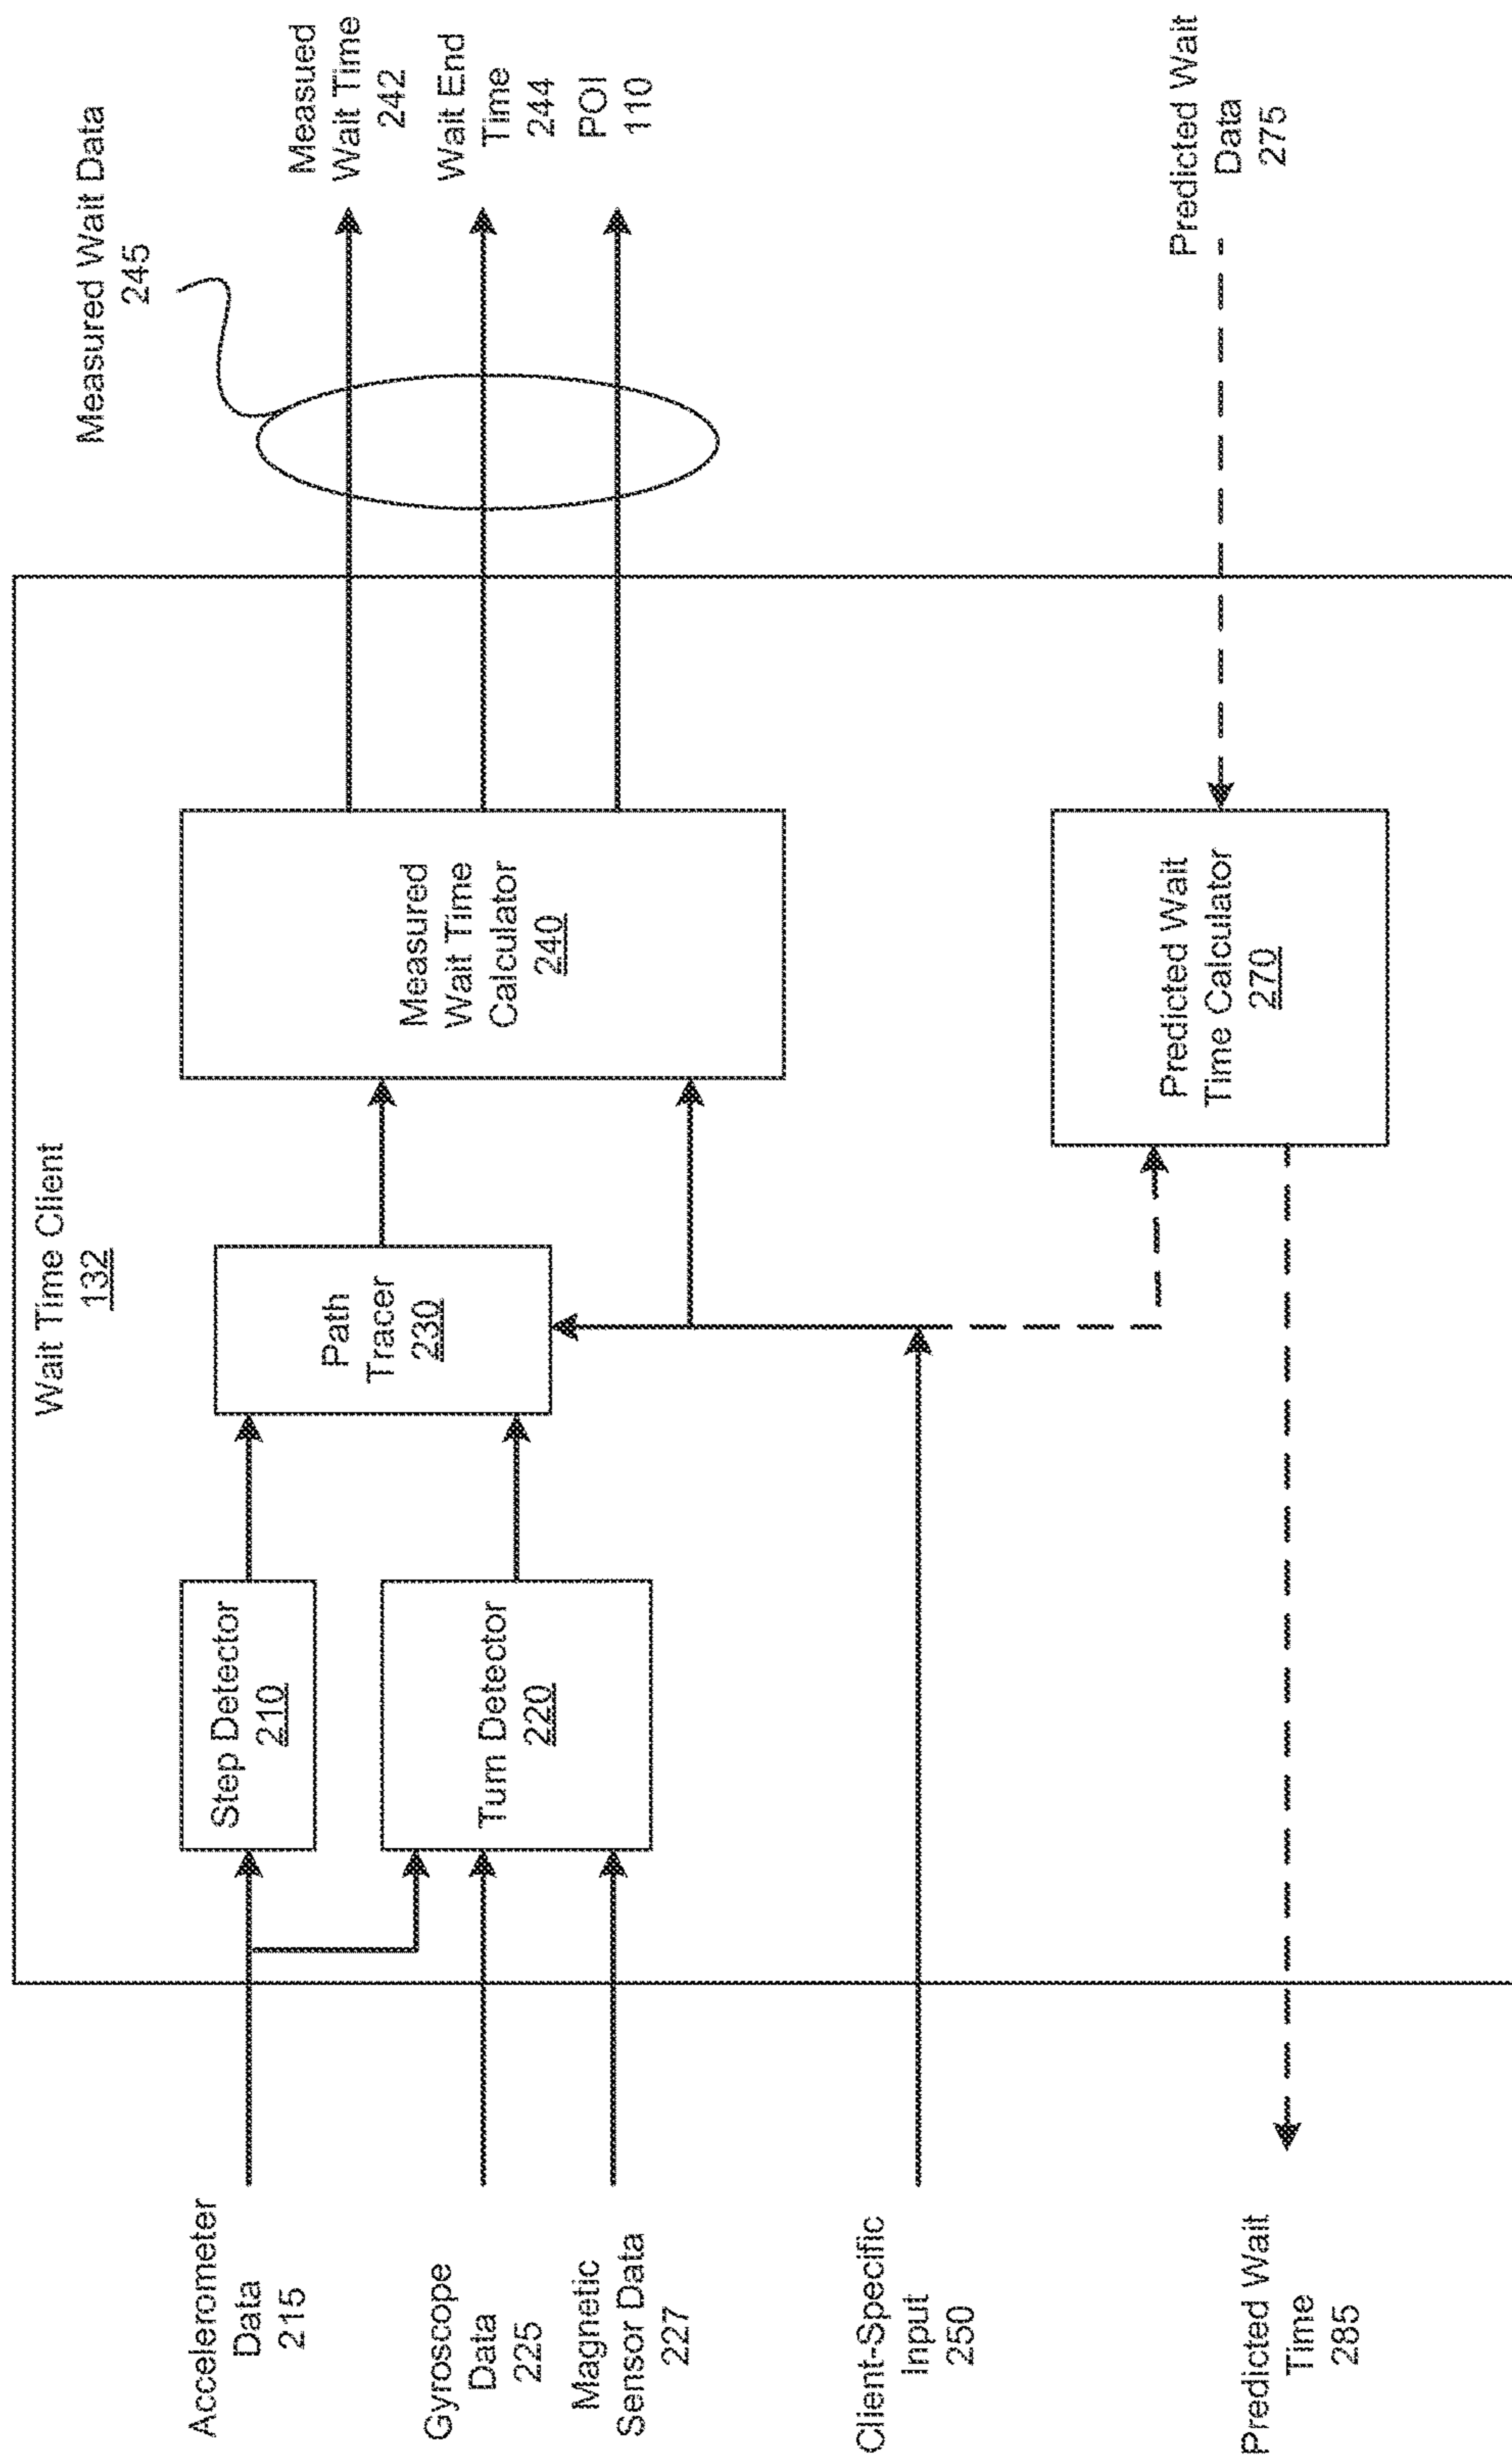 Wait Time Client
132
Accelerometer
Data
215
Gyroscope
Data
225
Magnetic
Sensor Data
227
Client-Specific
Input
250
Predicted Wait
Time
285
Step Detector
210
Turn Detector
220
Path
Tracer
230
Measured
Wait Time
Calculator
240
Predicted Wait
Time Calculator
270
Measured Wait Data
245
Measued
Wait Time
242
Wait End
Time
244
POI
110
Predicted Wait
Data
275